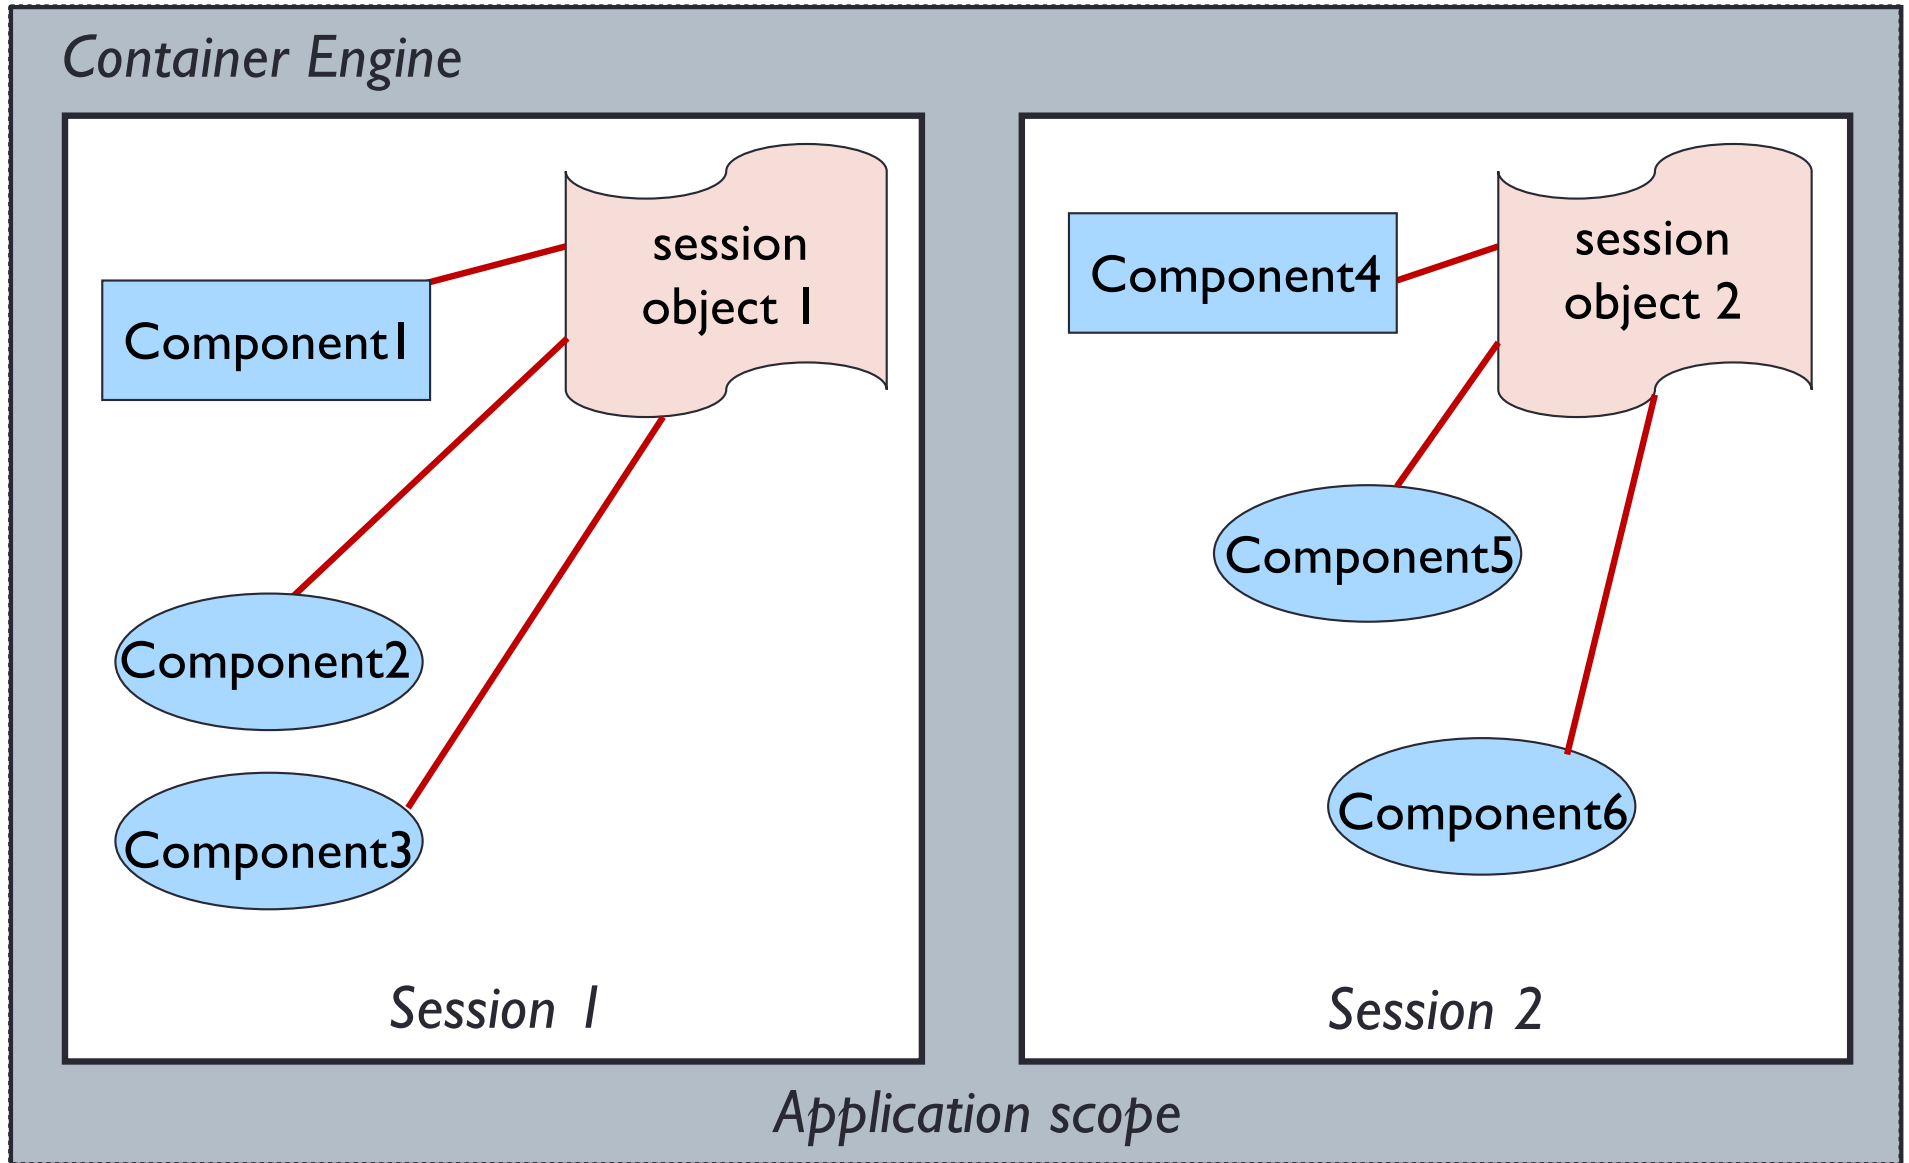 Container Engine
session
object 1
Component1
Component2
Component3
Session 1
session
object 2
Component4
Component5
Component6
Session 2
Application scope